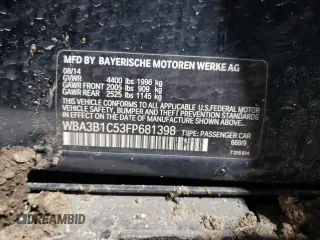 MFD BY BAYERISCHE MOTOREN WERKE AG
08/14
GVWR 4400 lbs 1996 kg
GAWR FRONT 2005 lbs 909 kg
GAWR REAR 2525 lbs 1145 kg
THIS VEHICLE CONFORMS TO ALL APPLICABLE U.S. FEDERAL MOTOR VEHICLE SAFETY, BUMPER AND THEFT PREVENTION STANDARDS IN EFFECT ON THE DATE OF MANUFACTURE SHOWN ABOVE.
WBA3B1C53FP681398 TYPE: PASSENGER CAR
668/9
DREAMBID